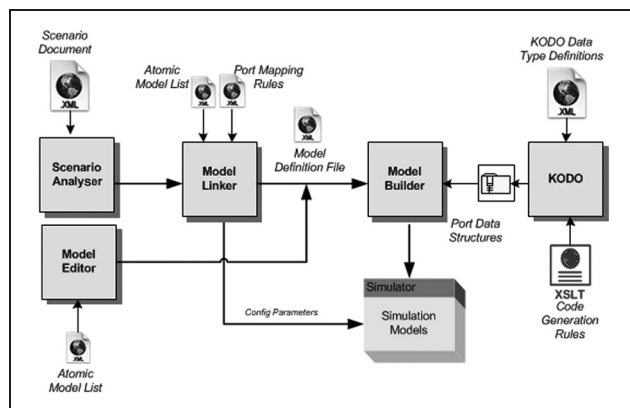 Scenario
Document
.XML
Atomic
Model List
Port Mapping
Rules
.XML
.XML
KODO Data
Type Definitions
.XML
.XML
Model
Definition File
Scenario
Analyser
Model
Linker
Model
Builder
KODO
Port Data
Structures
Model
Editor
Simulator
Simulation
Models
Config Parameters
XSLT
Code
Generation
Rules
.XML
Atomic
Model List